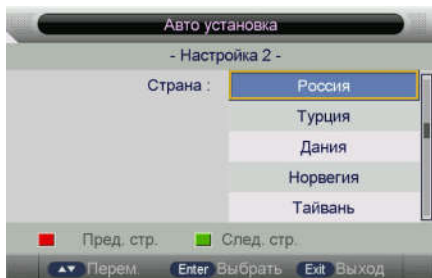 Авто установка
- Настройка 2 -
Страна : Россия
Турция
Дания
Норвегия
Тайвань
Пред. стр. След. стр.
Перем. Enter Выбрать Exit Выход